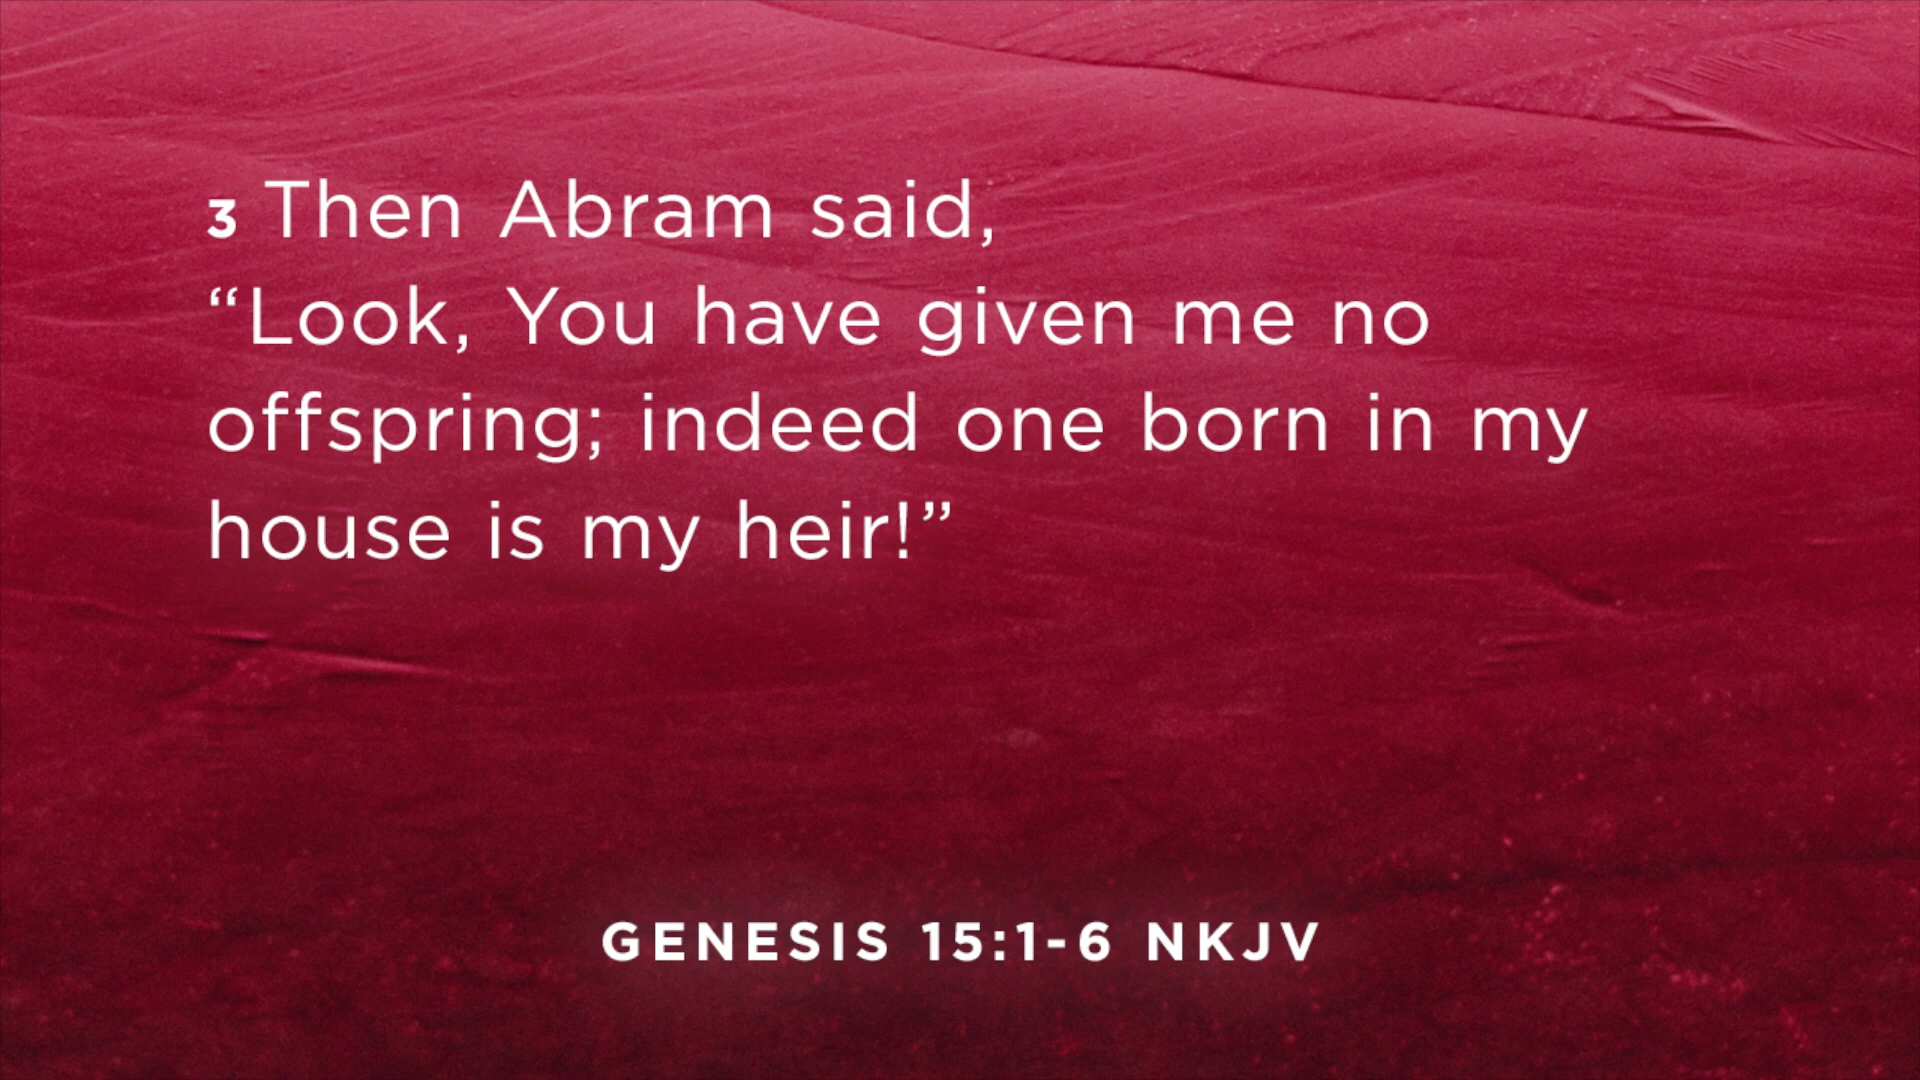 3 Then Abram said,
“Look, You have given me no
offspring; indeed one born in my
house is my heir!”
GENESIS 15:1-6 NKJV